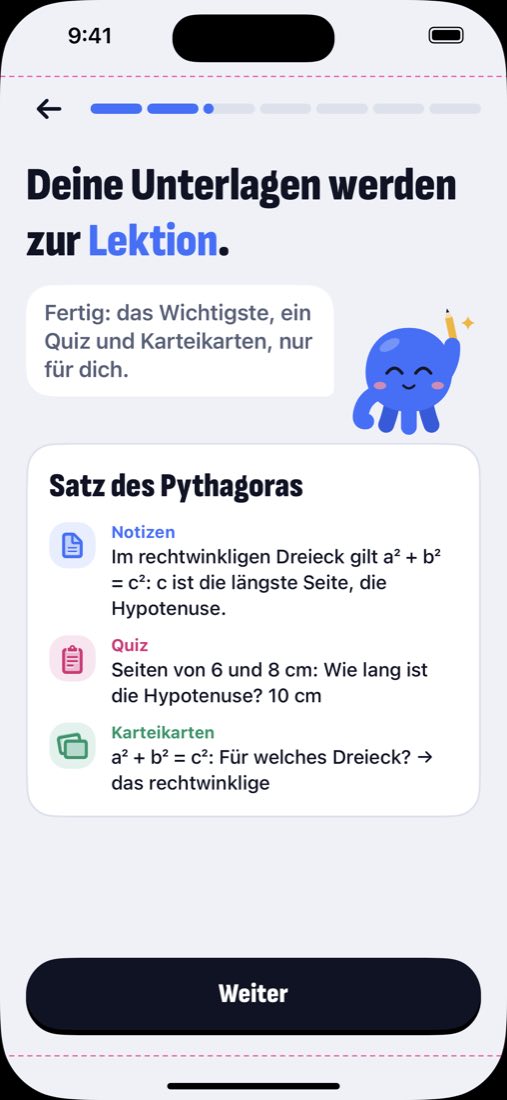 9:41
Deine Unterlagen werden
zur Lektion.
Fertig: das Wichtigste, ein
Quiz und Karteikarten, nur
für dich.
Satz des Pythagoras
Notizen
Im rechtwinkligen Dreieck gilt a² + b²
= c²: c ist die längste Seite, die
Hypotenuse.
Quiz
Seiten von 6 und 8 cm: Wie lang ist
die Hypotenuse? 10 cm
Karteikarten
a² + b² = c²: Für welches Dreieck? →
das rechtwinklige
Weiter